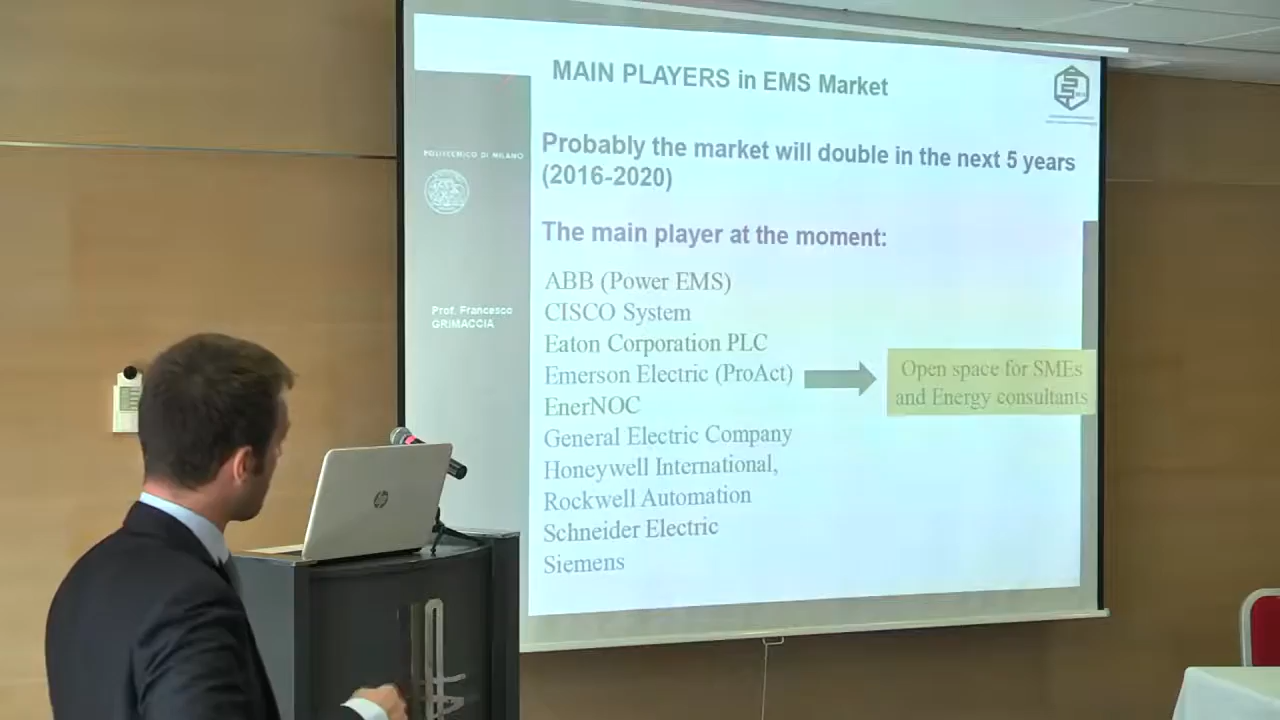 MAIN PLAYERS in EMS Market
POLITECNICO DI MILANO
Probably the market will double in the next 5 years
(2016-2020)
The main player at the moment:
Prof. Francesco
GRIMACCIA
ABB (Power EMS)
CISCO System
Eaton Corporation PLC
Emerson Electric (ProAct)
EnerNOC
General Electric Company
Honeywell International,
Rockwell Automation
Schneider Electric
Siemens
Open space for SMEs
and Energy consultants
hp